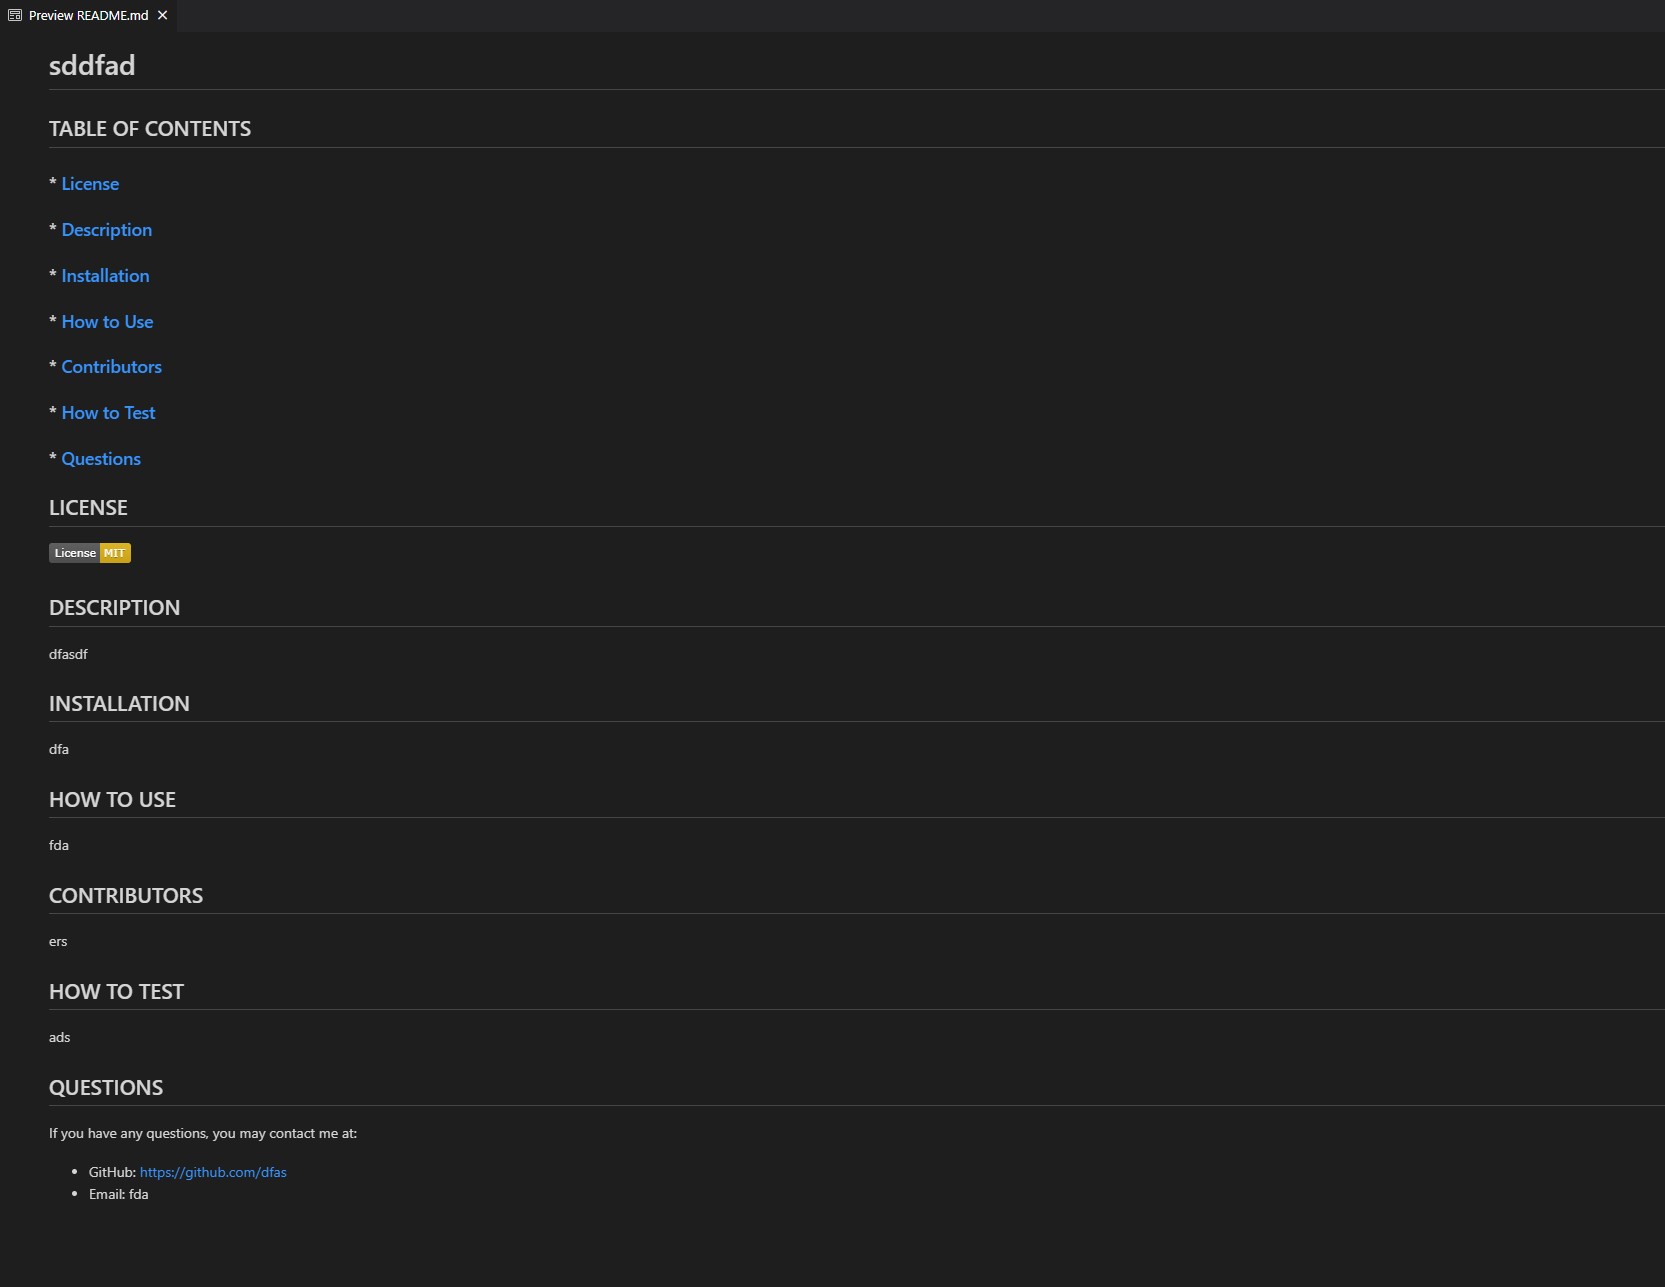 Preview README.md
sddfad
TABLE OF CONTENTS
* License
* Description
* Installation
* How to Use
* Contributors
* How to Test
* Questions
LICENSE
License MIT
DESCRIPTION
dfasdf
INSTALLATION
dfa
HOW TO USE
fda
CONTRIBUTORS
ers
HOW TO TEST
ads
QUESTIONS
If you have any questions, you may contact me at:
• GitHub: https://github.com/dfas
• Email: fda